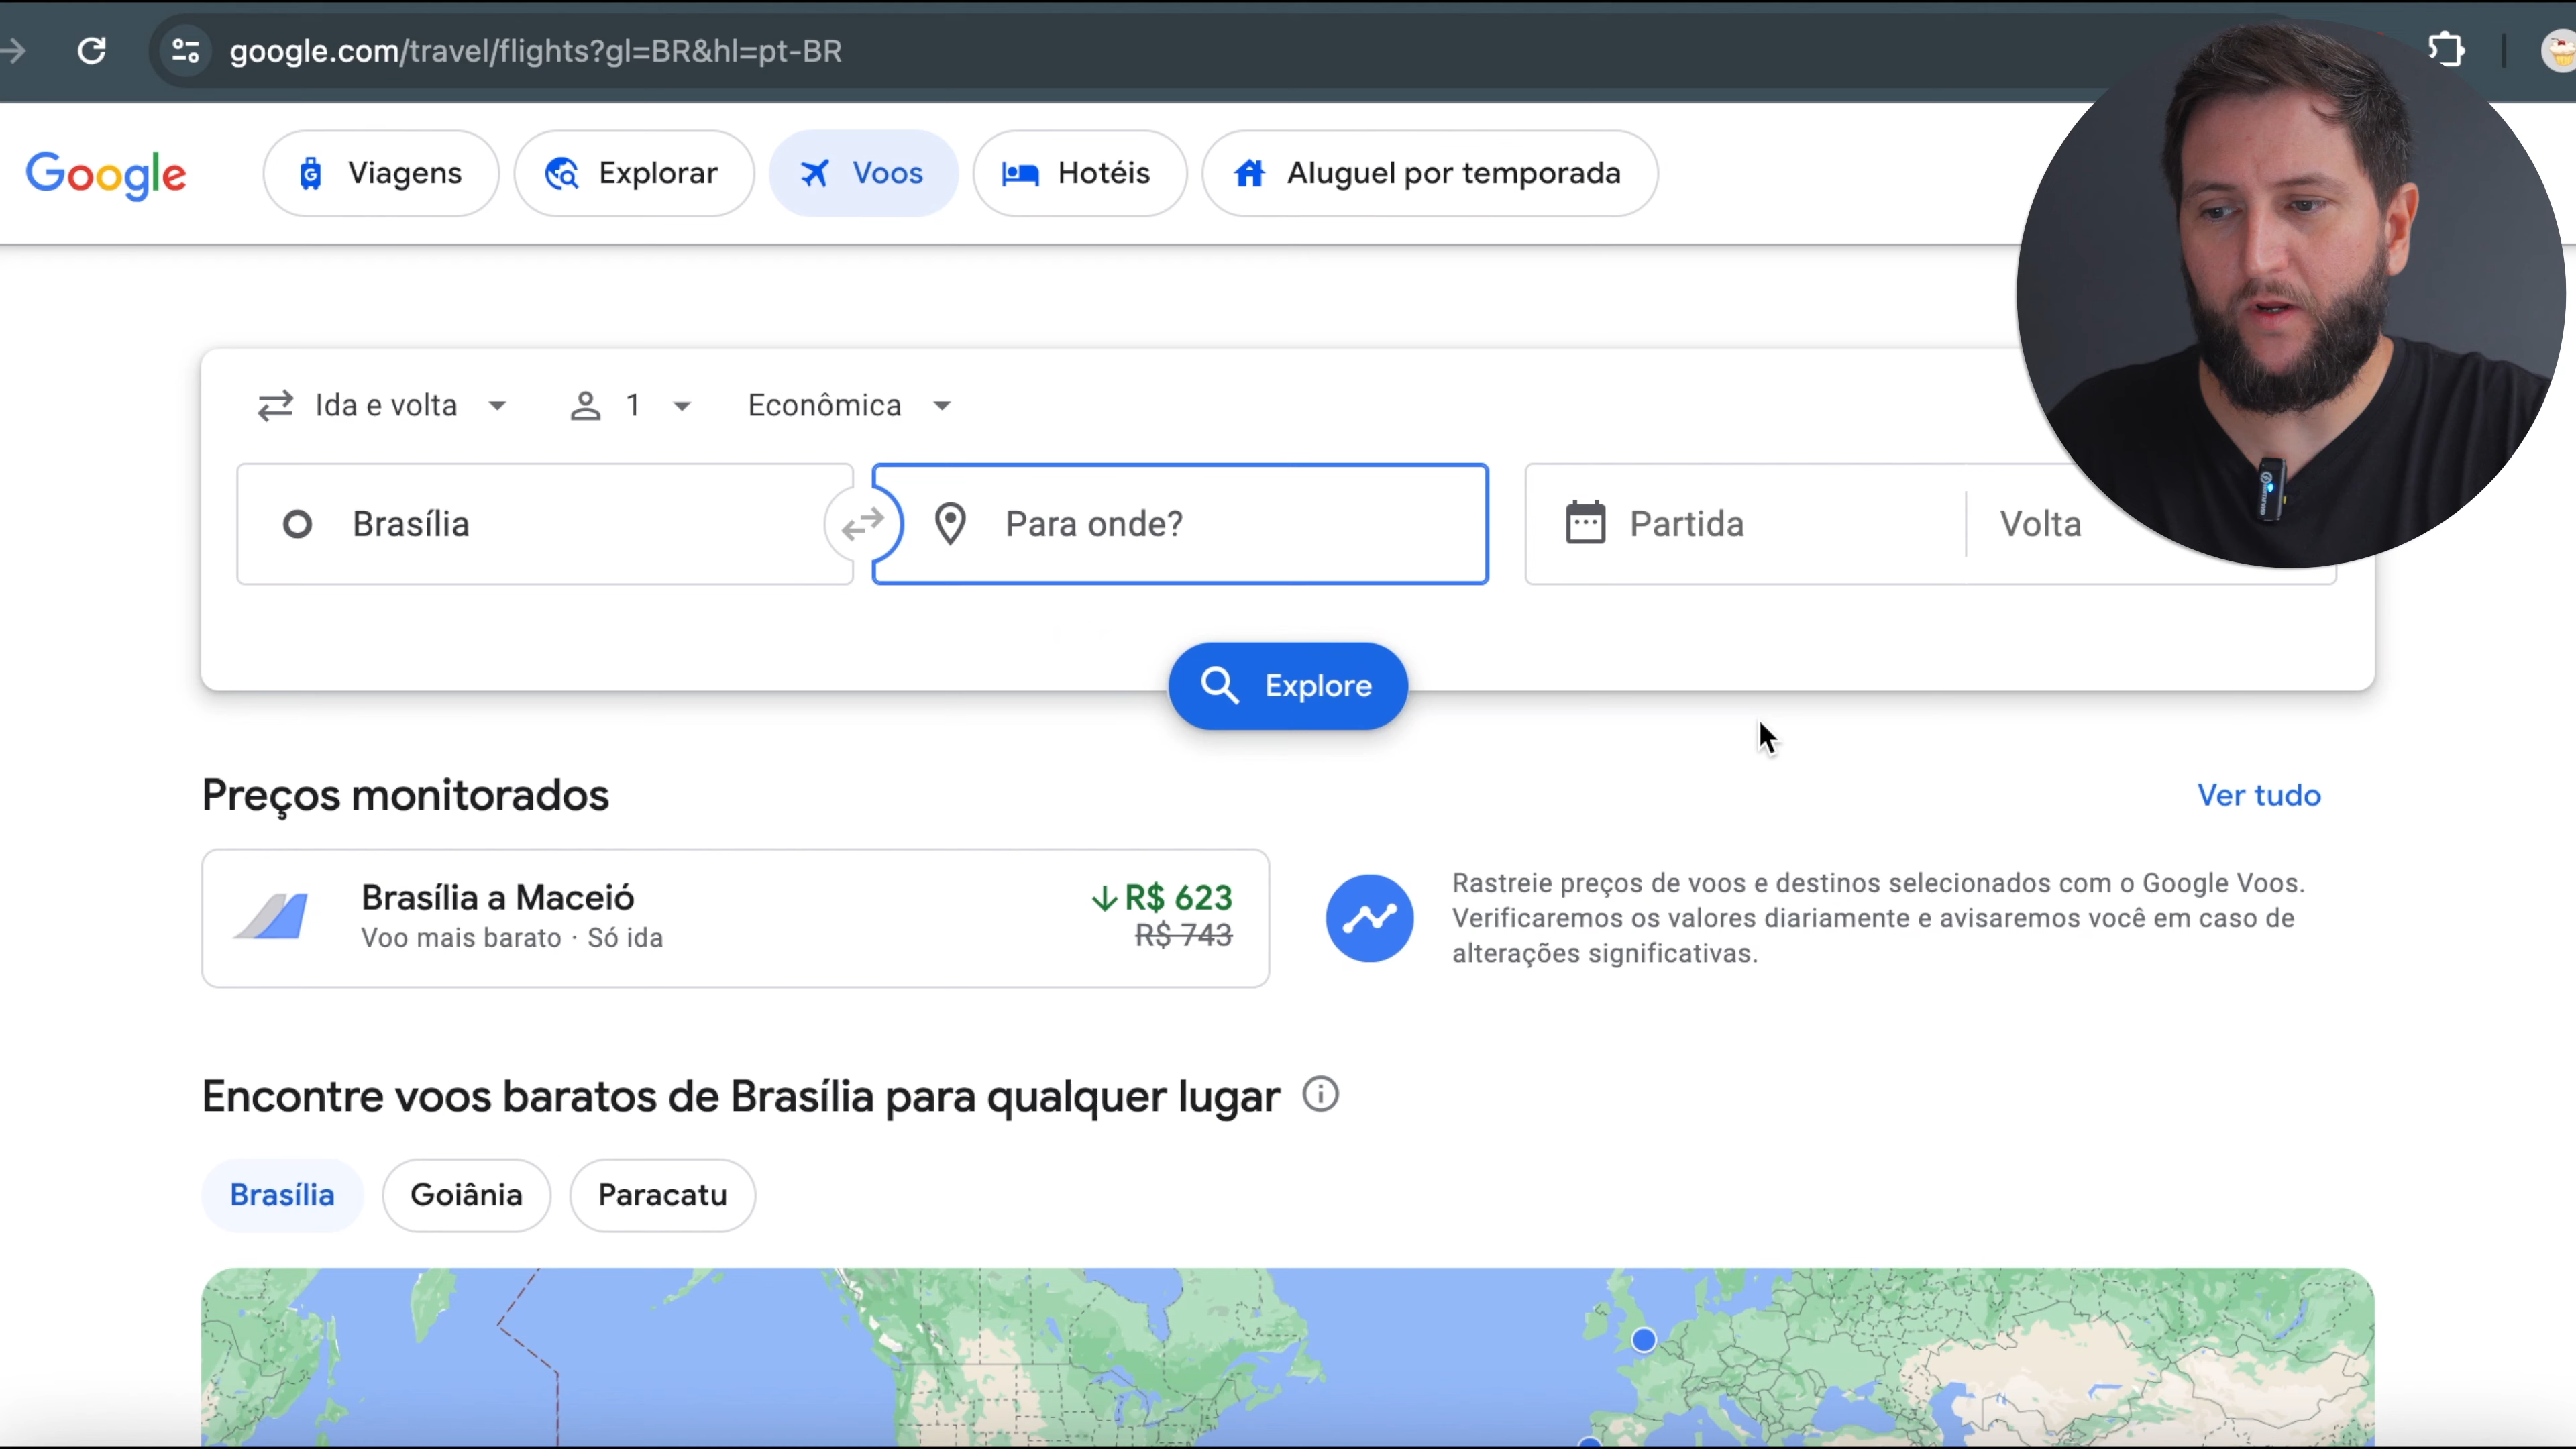 google.com/travel/flights?gl=BR&hl=pt-BR
Google
Viagens
Explorar
Voos
Hotéis
Aluguel por temporada
Ida e volta
1
Econômica
Brasília
Para onde?
Partida
Volta
Explore
Preços monitorados
Ver tudo
Brasília a Maceió
R$ 623
Voo mais barato · Só ida
R$ 743
Rastreie preços de voos e destinos selecionados com o Google Voos.
Verificaremos os valores diariamente e avisaremos você em caso de
alterações significativas.
Encontre voos baratos de Brasília para qualquer lugar
Brasília
Goiânia
Paracatu